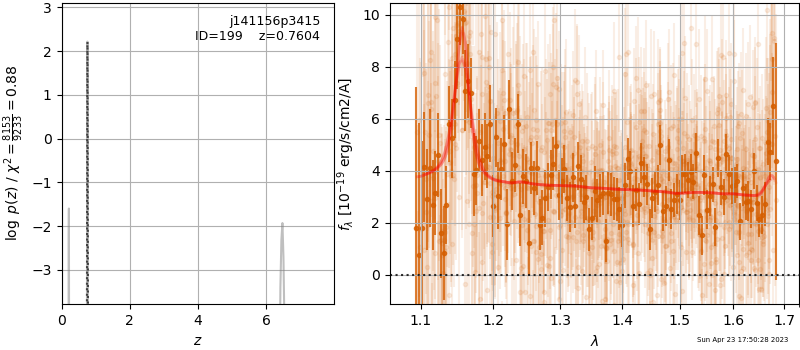 j141156p3415
ID=199 z=0.7604
log p(z) / χ² = 8153/9233 = 0.88
3
2
1
0
−1
−2
−3
0 2 4 6
z
f_λ [10⁻¹⁹ erg/s/cm2/A]
10
8
6
4
2
0
1.1 1.2 1.3 1.4 1.5 1.6 1.7
λ
Sun Apr 23 17:50:28 2023